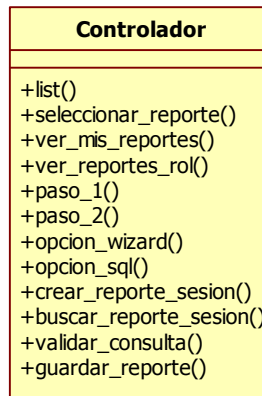 Controlador
+list()
+seleccionar_reporte()
+ver_mis_reportes()
+ver_reportes_rol()
+paso_1()
+paso_2()
+opcion_wizard()
+opcion_sql()
+crear_reporte_sesion()
+buscar_reporte_sesion()
+validar_consulta()
+guardar_reporte()